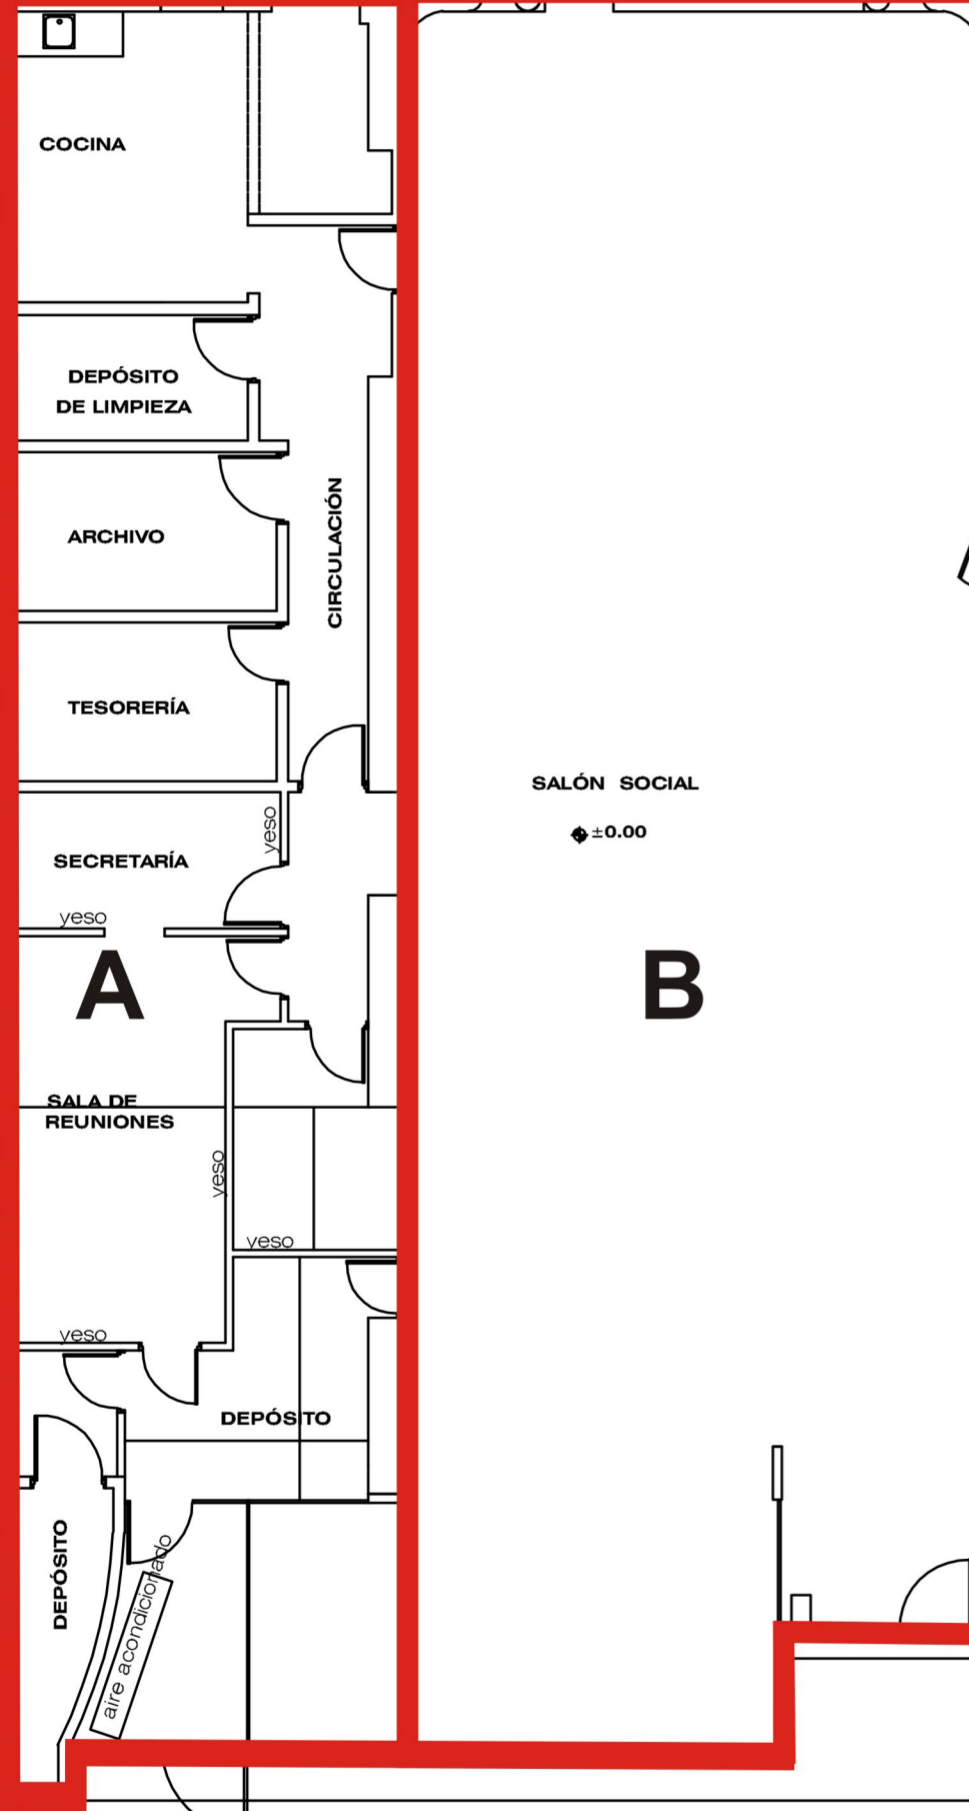 COCINA
DEPÓSITO
DE LIMPIEZA
ARCHIVO
CIRCULACIÓN
TESORERÍA
SALÓN SOCIAL
±0.00
yeso
SECRETARÍA
yeso
A
B
SALA DE
REUNIONES
yeso
yeso
yeso
DEPÓSITO
DEPÓSITO
aire acondicionado